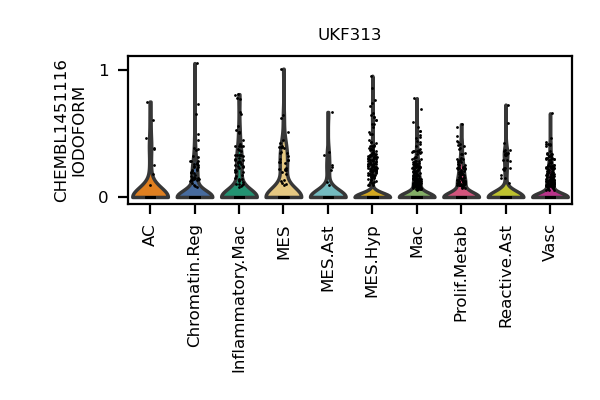 UKF313
CHEMBL1451116
IODOFORM
1
0
AC
Chromatin.Reg
Inflammatory.Mac
MES
MES.Ast
MES.Hyp
Mac
Prolif.Metab
Reactive.Ast
Vasc